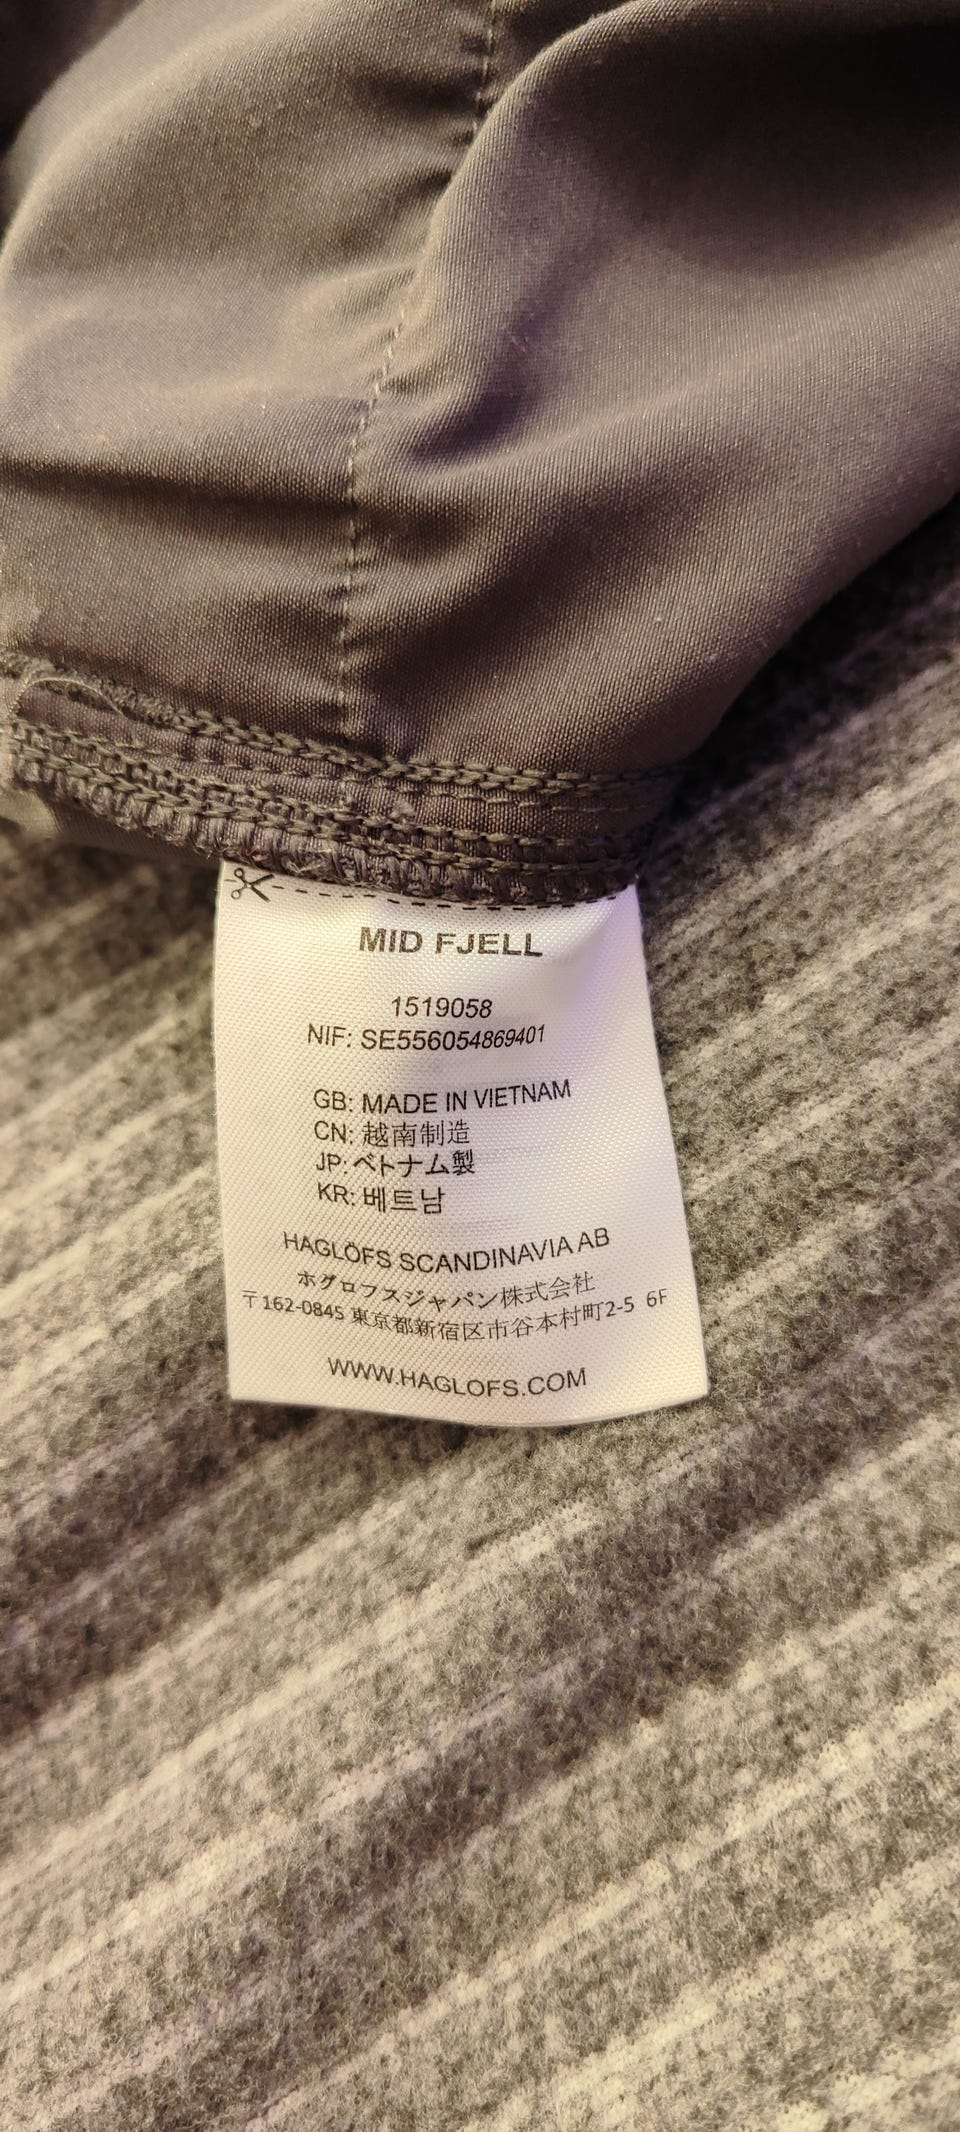 MID FJELL
1519058
NIF: SE556054869401
GB: MADE IN VIETNAM
CN: 越南制造
JP: ベトナム製
KR: 베트남
HAGLÖFS SCANDINAVIA AB
ホグロフスジャパン株式会社
〒162-0845 東京都新宿区市谷本村町2-5 6F
WWW.HAGLOFS.COM